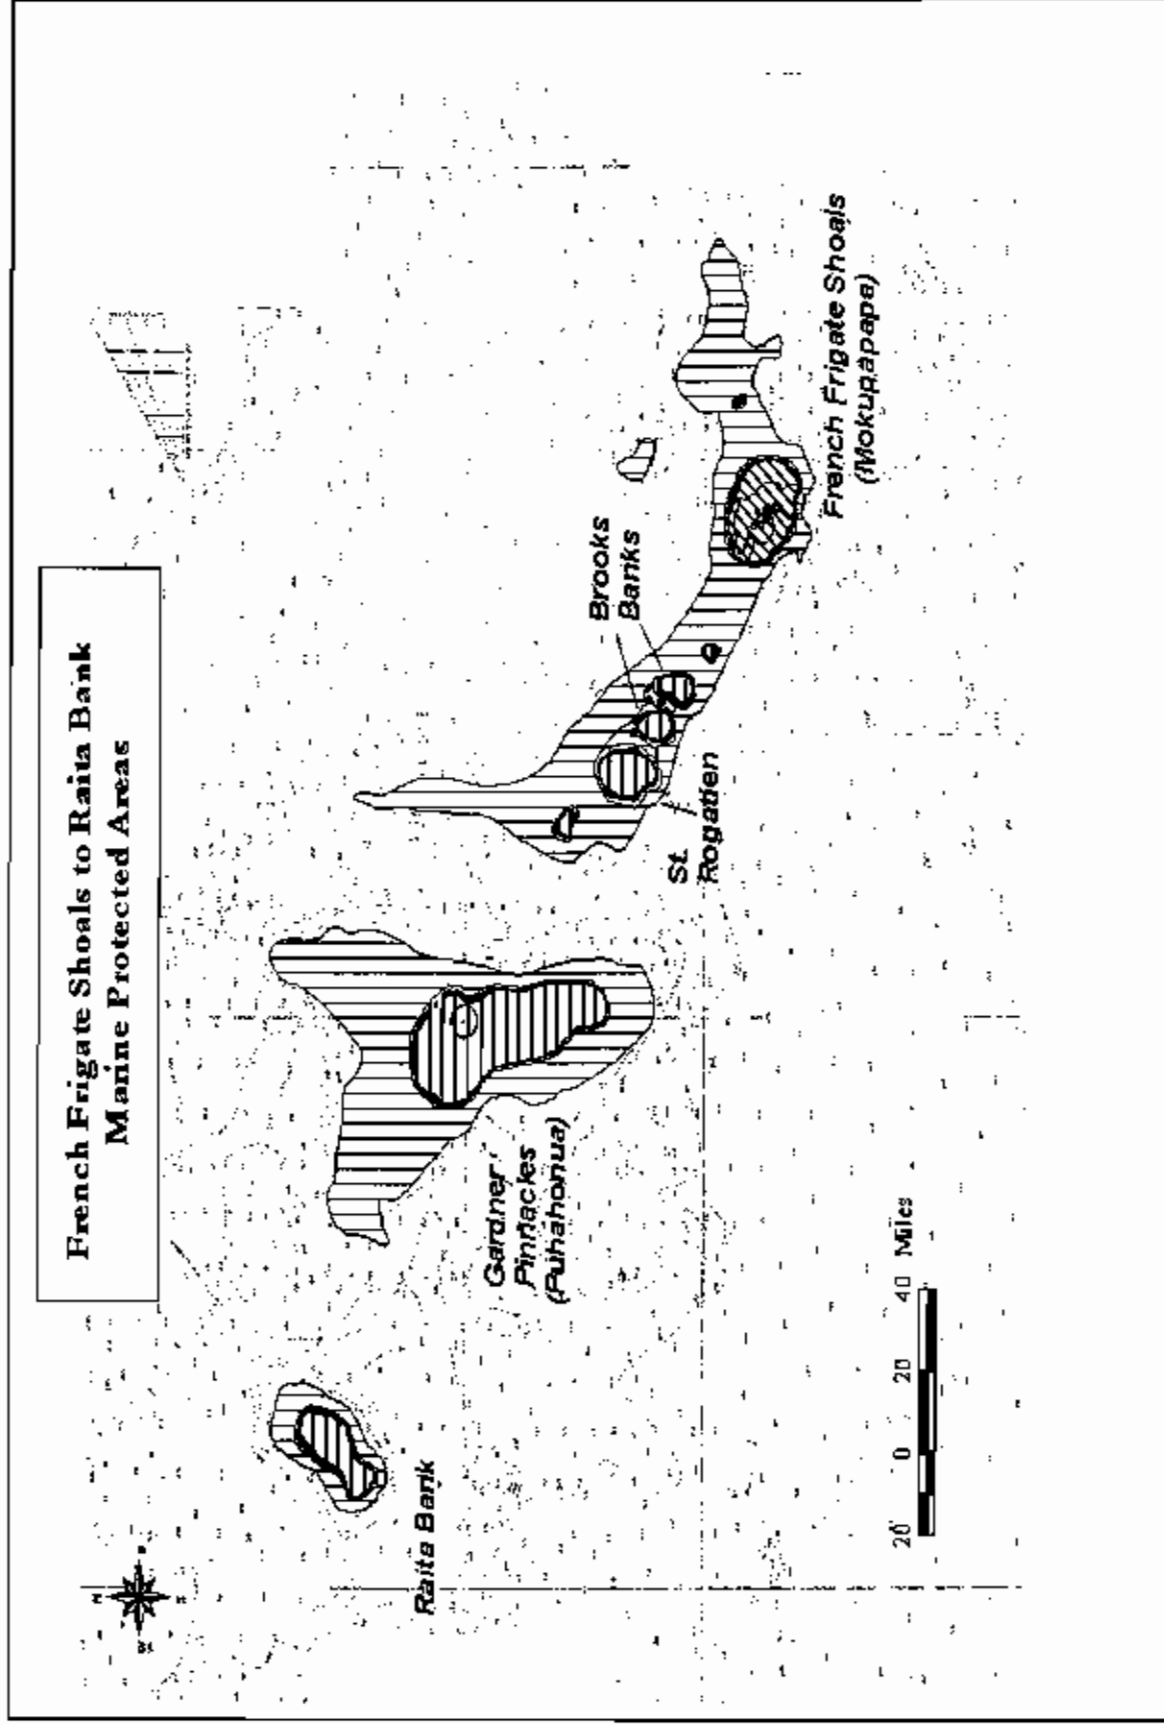 French Frigate Shoals to Raita Bank
Marine Protected Areas
Raita Bank
Gardner
Pinnacles
(Puhahonua)
St.
Rogatien
Brooks
Banks
French Frigate Shoals
(Mokupapapa)
20 0 20 40 Miles